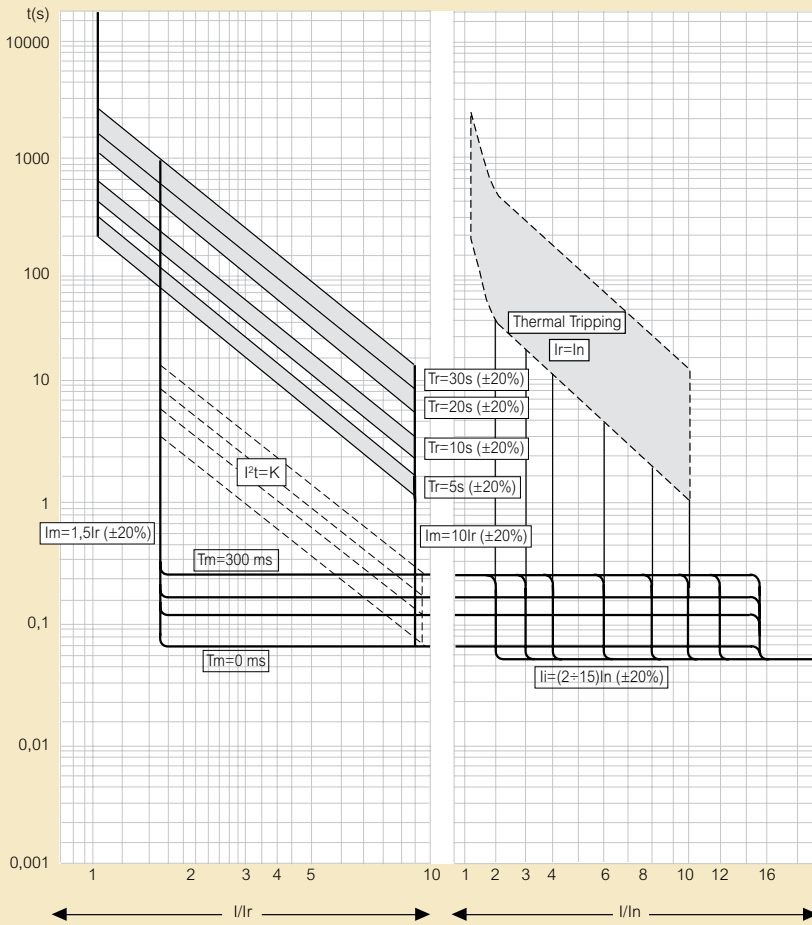 t(s)
10000
1000
100
10
1
0,1
0,01
0,001
Thermal Tripping
Ir=In
Tr=30s (±20%)
Tr=20s (±20%)
Tr=10s (±20%)
Tr=5s (±20%)
I²t=K
Im=1,5Ir (±20%)
Im=10Ir (±20%)
Tm=300 ms
Tm=0 ms
Ii=(2÷15)In (±20%)
1 2 3 4 5 10
1 2 3 4 6 8 10 12 16
I/Ir
I/In